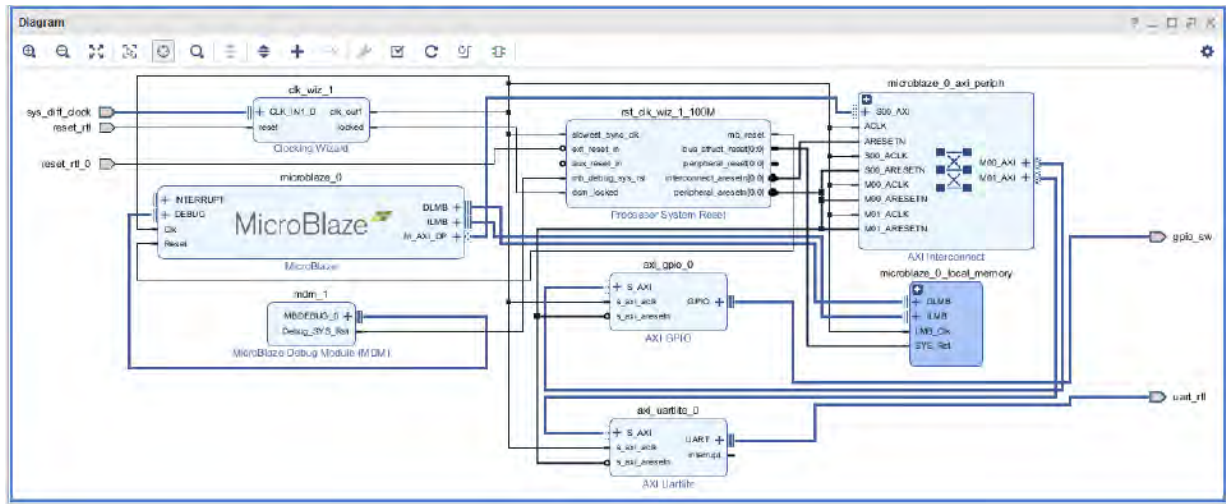 Diagram
clk_wiz_1
sys_diff_clock
CLK_IN1_D
clk_out1
reset_rtl
reset
locked
Clocking Wizard
reset_rtl_0
rst_clk_wiz_1_100M
slowest_sync_clk
mb_reset
ext_reset_in
bus_struct_reset[0:0]
aux_reset_in
peripheral_reset[0:0]
mb_debug_sys_rst
interconnect_aresetn[0:0]
dcm_locked
peripheral_aresetn[0:0]
Processor System Reset
microblaze_0_axi_periph
S00_AXI
ACLK
ARESETN
S00_ACLK
S00_ARESETN
M00_AXI
M00_ACLK
M01_AXI
M00_ARESETN
M01_ACLK
M01_ARESETN
AXI Interconnect
microblaze_0
INTERRUPT
DEBUG
Clk
Reset
MicroBlaze
DLMB
ILMB
M_AXI_DP
MicroBlaze
gpio_sw
mdm_1
MBDEBUG_0
Debug_SYS_Rst
MicroBlaze Debug Module (MDM)
axi_gpio_0
S_AXI
s_axi_aclk
GPIO
s_axi_aresetn
AXI GPIO
microblaze_0_local_memory
DLMB
ILMB
LMB_Clk
SYS_Rst
axi_uartlite_0
S_AXI
UART
s_axi_aclk
interrupt
s_axi_aresetn
AXI Uartlite
uart_rtl